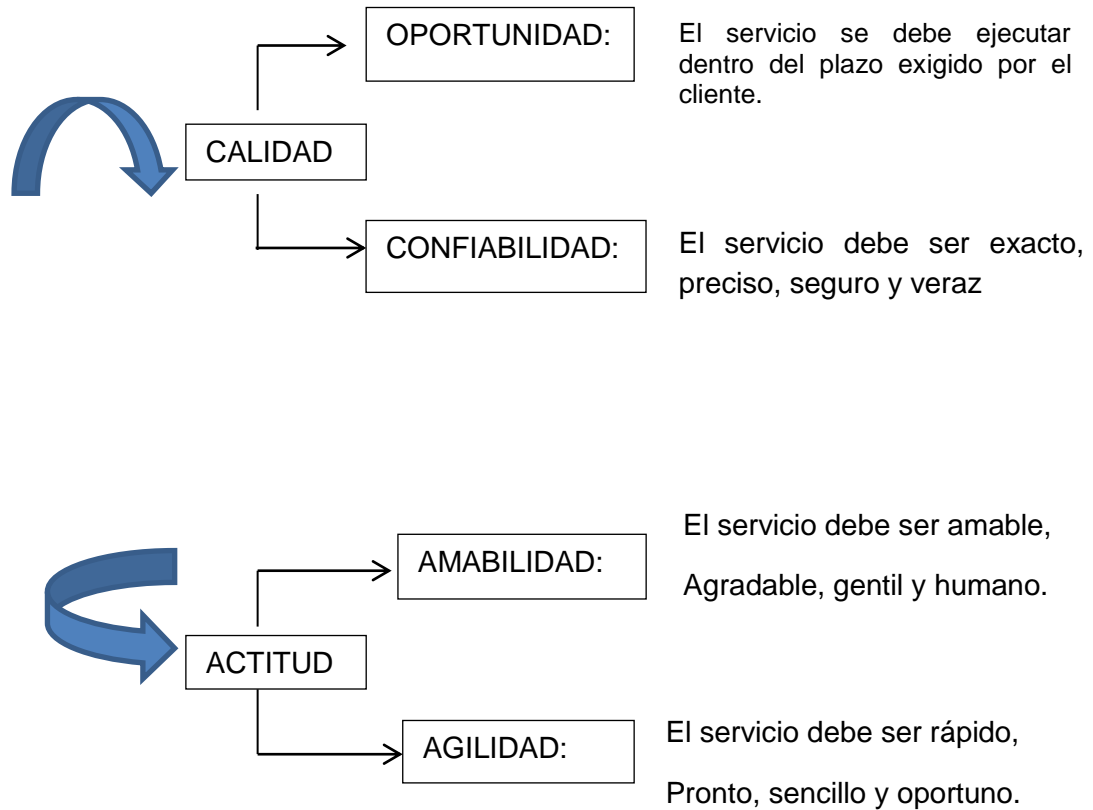 OPORTUNIDAD:
El servicio se debe ejecutar
dentro del plazo exigido por el
cliente.
CALIDAD
CONFIABILIDAD:
El servicio debe ser exacto,
preciso, seguro y veraz
El servicio debe ser amable,
AMABILIDAD:
Agradable, gentil y humano.
ACTITUD
AGILIDAD:
El servicio debe ser rápido,
Pronto, sencillo y oportuno.